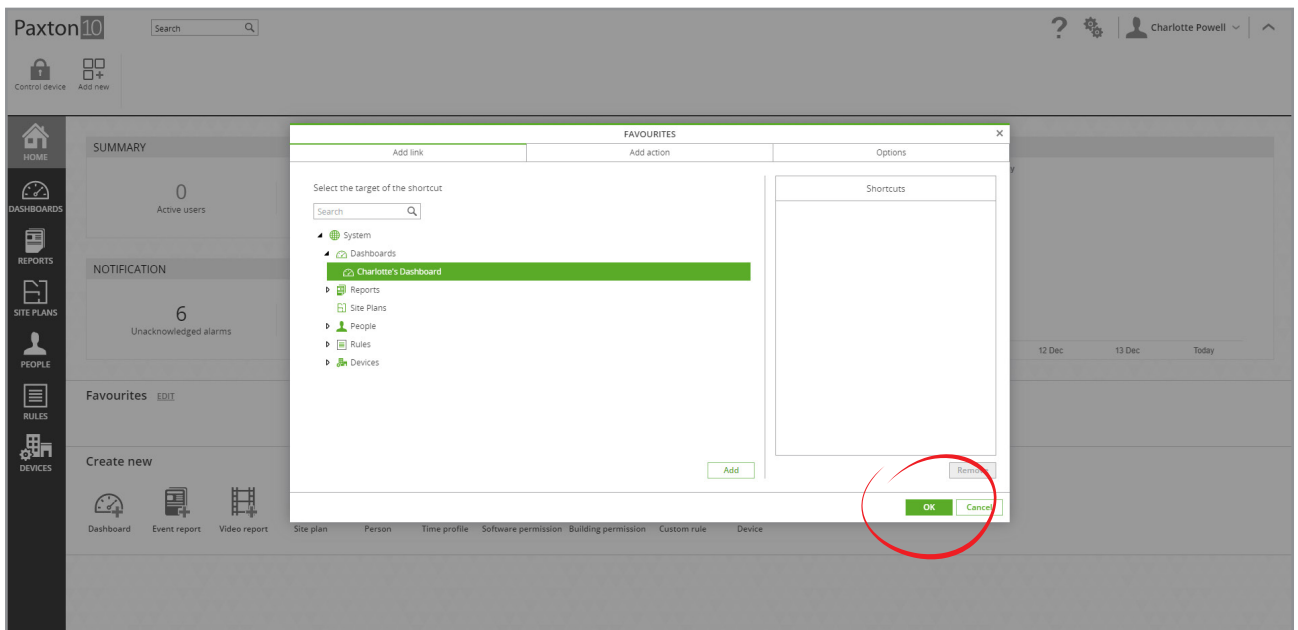 Paxton10
Search
Charlotte Powell
Control device
Add new
HOME
DASHBOARDS
REPORTS
SITE PLANS
PEOPLE
RULES
DEVICES
SUMMARY
0
Active users
NOTIFICATION
6
Unacknowledged alarms
12 Dec 13 Dec Today
FAVOURITES
Add link Add action Options
Select the target of the shortcut
Search
System
Dashboards
Charlotte's Dashboard
Reports
Site Plans
People
Rules
Devices
Add
Shortcuts
Remove
OK Cancel
Favourites EDIT
Create new
Dashboard Event report Video report Site plan Person Time profile Software permission Building permission Custom rule Device